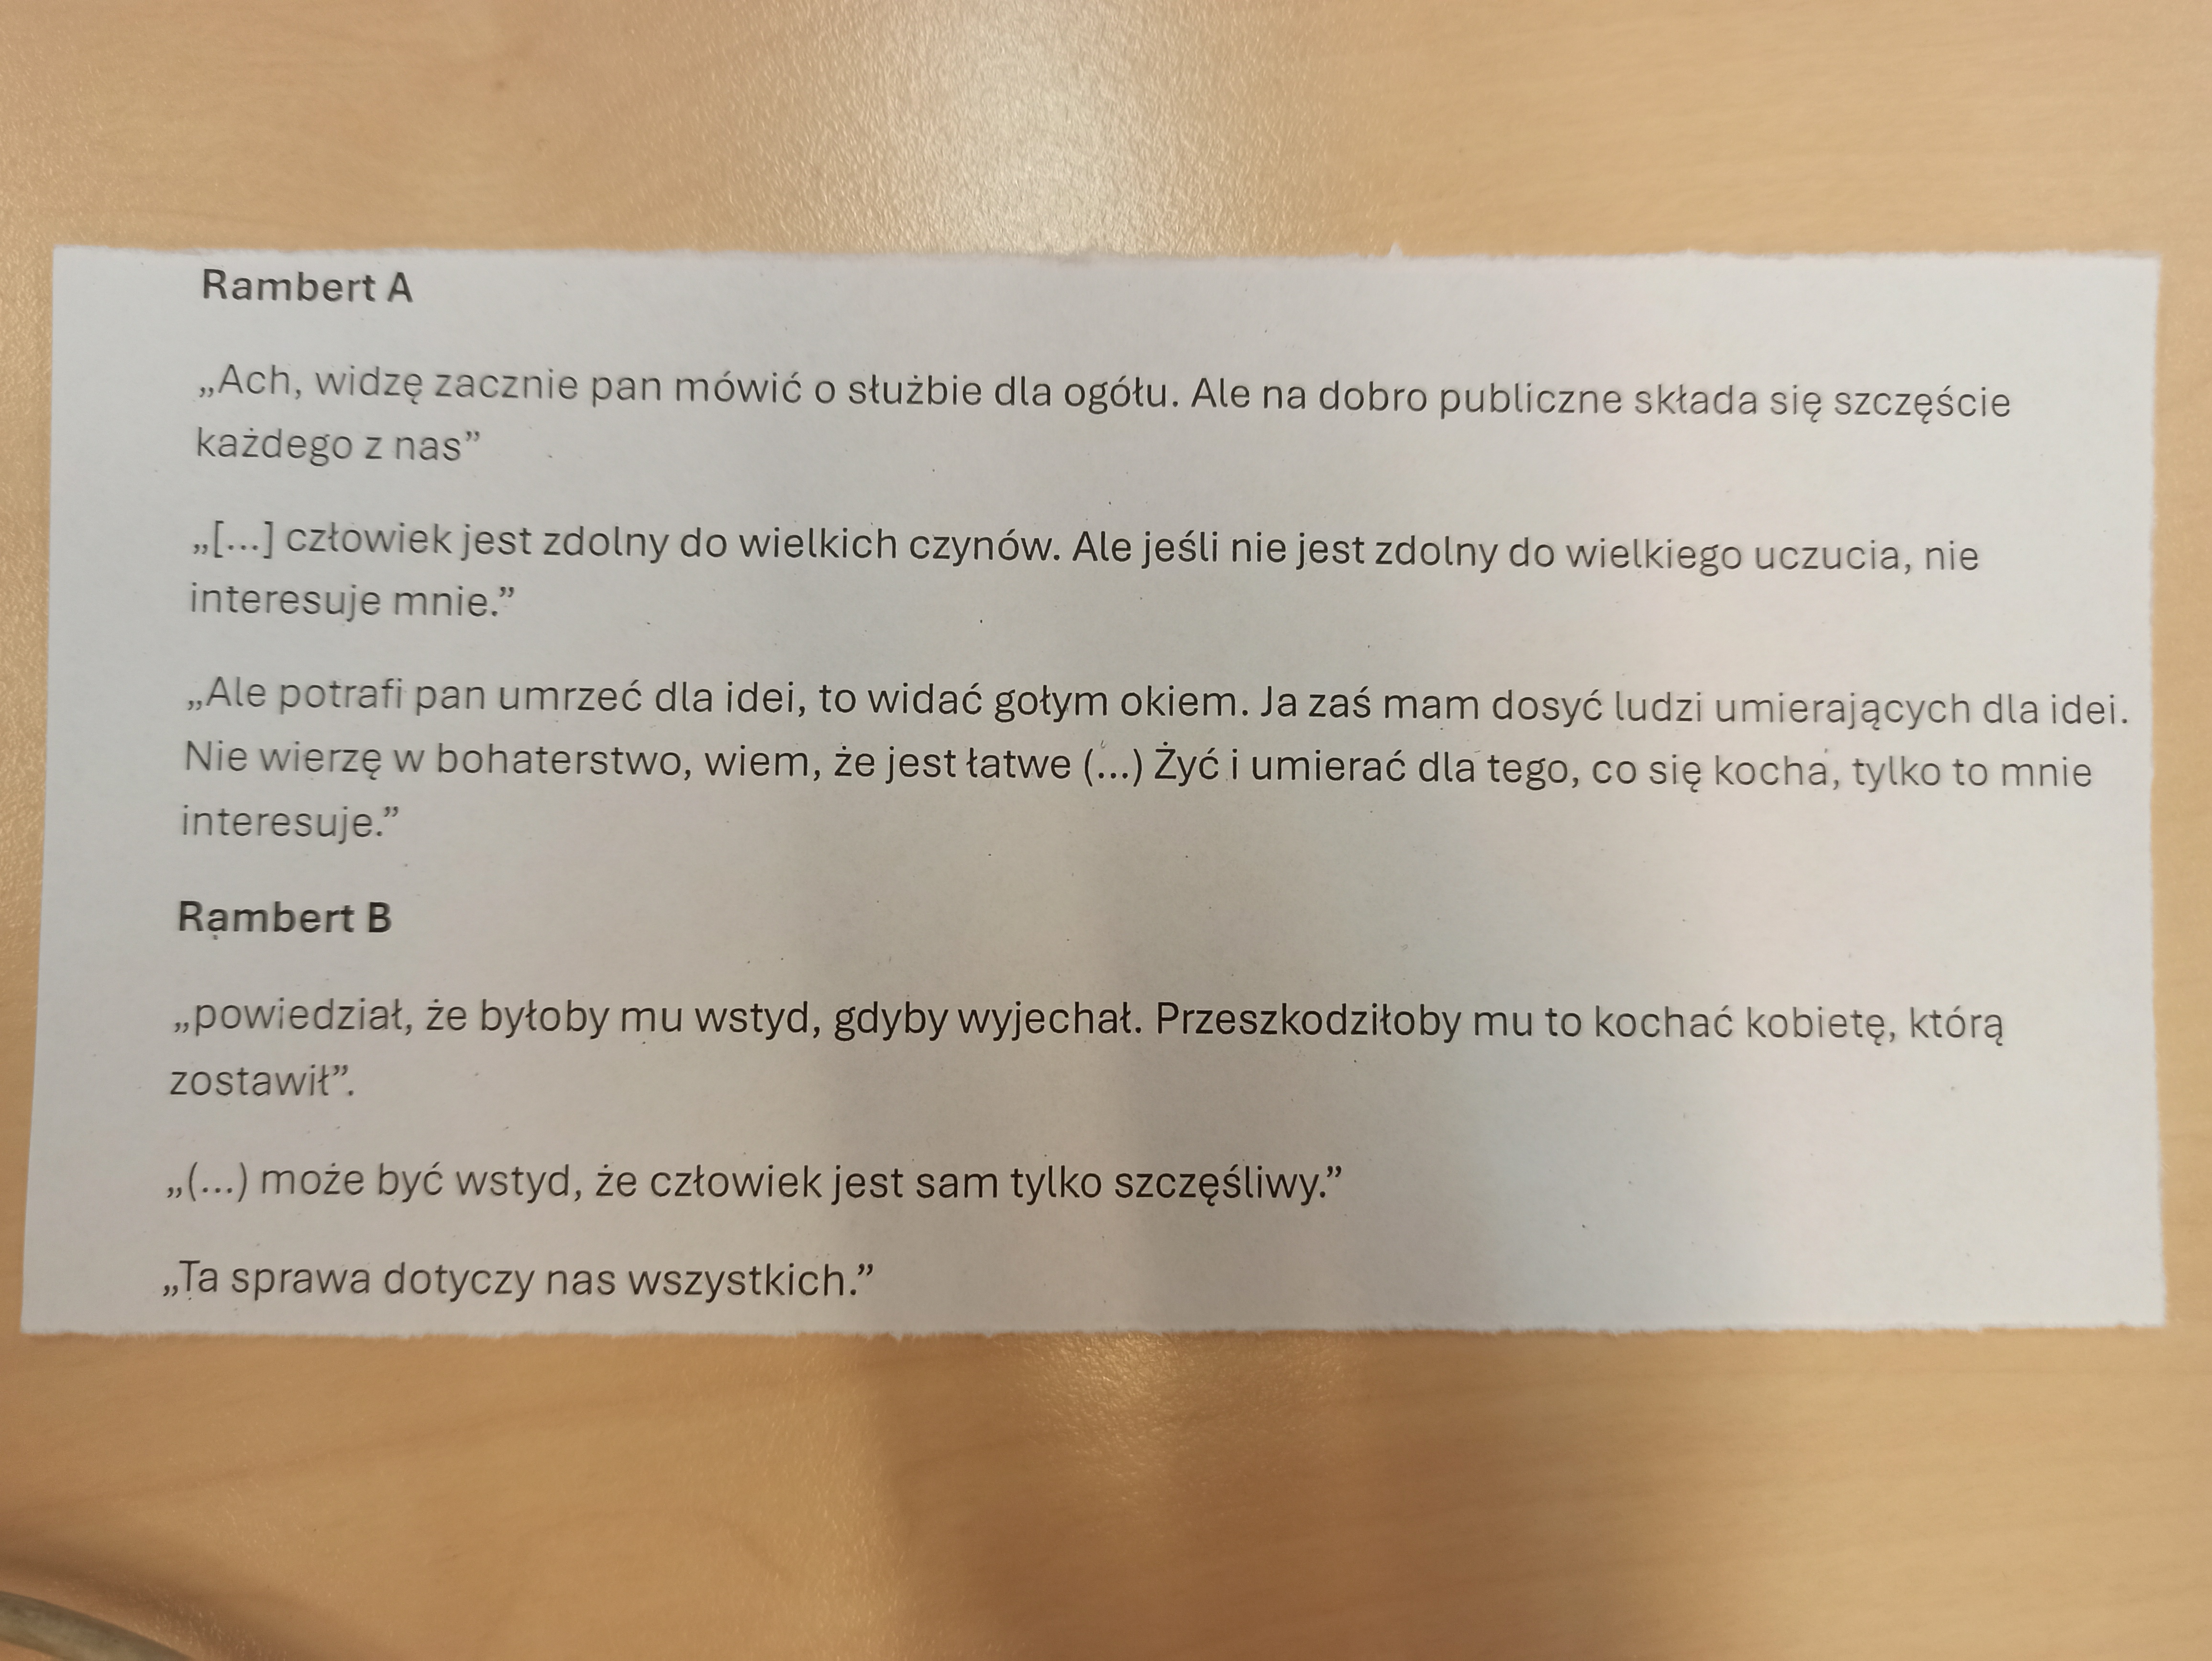 Rambert A
„Ach, widzę zacznie pan mówić o służbie dla ogółu. Ale na dobro publiczne składa się szczęście
każdego z nas”
„[...] człowiek jest zdolny do wielkich czynów. Ale jeśli nie jest zdolny do wielkiego uczucia, nie
interesuje mnie.”
„Ale potrafi pan umrzeć dla idei, to widać gołym okiem. Ja zaś mam dosyć ludzi umierających dla idei.
Nie wierzę w bohaterstwo, wiem, że jest łatwe (...) Żyć i umierać dla tego, co się kocha, tylko to mnie
interesuje.”
Rambert B
„powiedział, że byłoby mu wstyd, gdyby wyjechał. Przeszkodziłoby mu to kochać kobietę, którą
zostawił”.
„(...) może być wstyd, że człowiek jest sam tylko szczęśliwy.”
„Ta sprawa dotyczy nas wszystkich.”